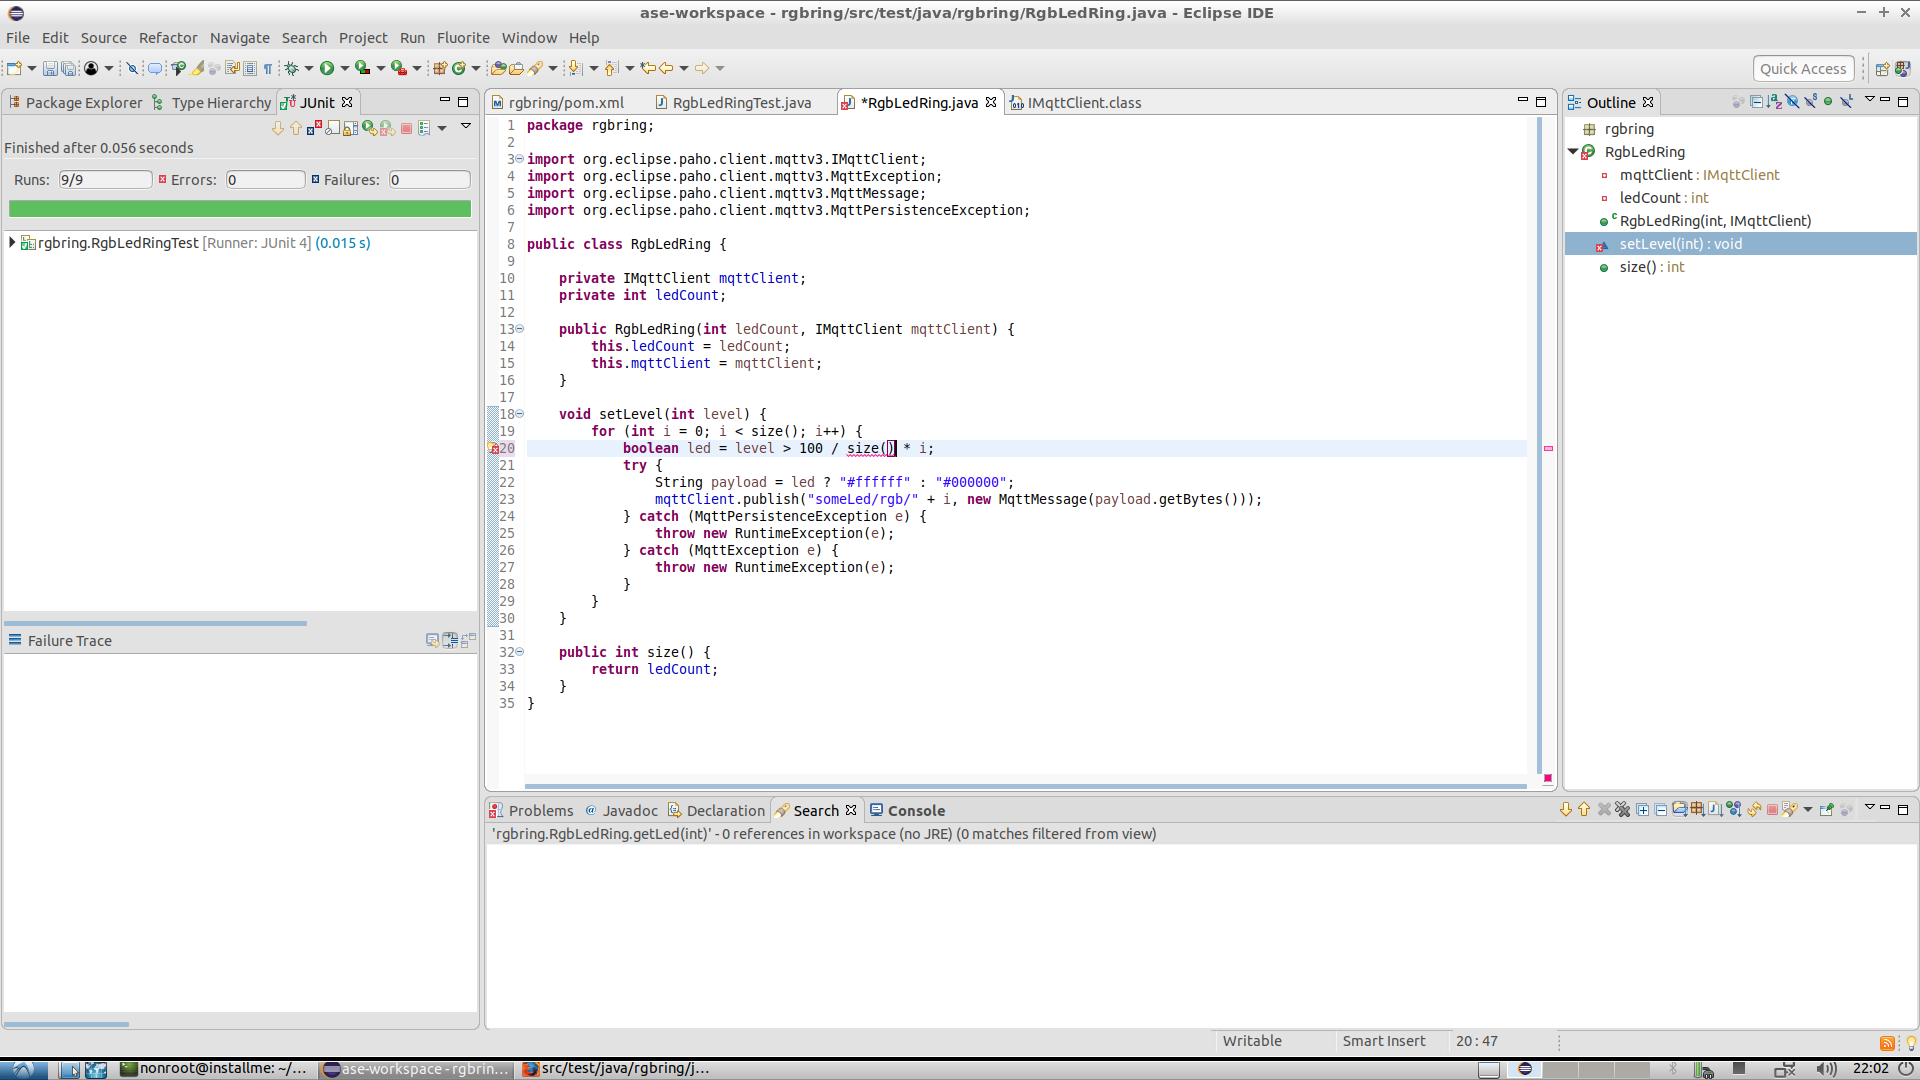 ase-workspace - rgbring/src/test/java/rgbring/RgbLedRing.java - Eclipse IDE
File Edit Source Refactor Navigate Search Project Run Fluorite Window Help
Quick Access
Package Explorer Type Hierarchy JUnit
Finished after 0.056 seconds
Runs: 9/9 Errors: 0 Failures: 0
rgbring.RgbLedRingTest [Runner: JUnit 4] (0.015 s)
Failure Trace
rgbring/pom.xml RgbLedRingTest.java *RgbLedRing.java IMqttClient.class
1 package rgbring;
2
3 import org.eclipse.paho.client.mqttv3.IMqttClient;
4 import org.eclipse.paho.client.mqttv3.MqttException;
5 import org.eclipse.paho.client.mqttv3.MqttMessage;
6 import org.eclipse.paho.client.mqttv3.MqttPersistenceException;
7
8 public class RgbLedRing {
9
10 private IMqttClient mqttClient;
11 private int ledCount;
12
13 public RgbLedRing(int ledCount, IMqttClient mqttClient) {
14 this.ledCount = ledCount;
15 this.mqttClient = mqttClient;
16 }
17
18 void setLevel(int level) {
19 for (int i = 0; i < size(); i++) {
20 boolean led = level > 100 / size() * i;
21 try {
22 String payload = led ? "#ffffff" : "#000000";
23 mqttClient.publish("someLed/rgb/" + i, new MqttMessage(payload.getBytes()));
24 } catch (MqttPersistenceException e) {
25 throw new RuntimeException(e);
26 } catch (MqttException e) {
27 throw new RuntimeException(e);
28 }
29 }
30 }
31
32 public int size() {
33 return ledCount;
34 }
35 }
Outline
rgbring
RgbLedRing
mqttClient : IMqttClient
ledCount : int
RgbLedRing(int, IMqttClient)
setLevel(int) : void
size() : int
Problems Javadoc Declaration Search Console
'rgbring.RgbLedRing.getLed(int)' - 0 references in workspace (no JRE) (0 matches filtered from view)
Writable Smart Insert 20 : 47
nonroot@installme: ~/... ase-workspace - rgbrin... src/test/java/rgbring/j... 22:02